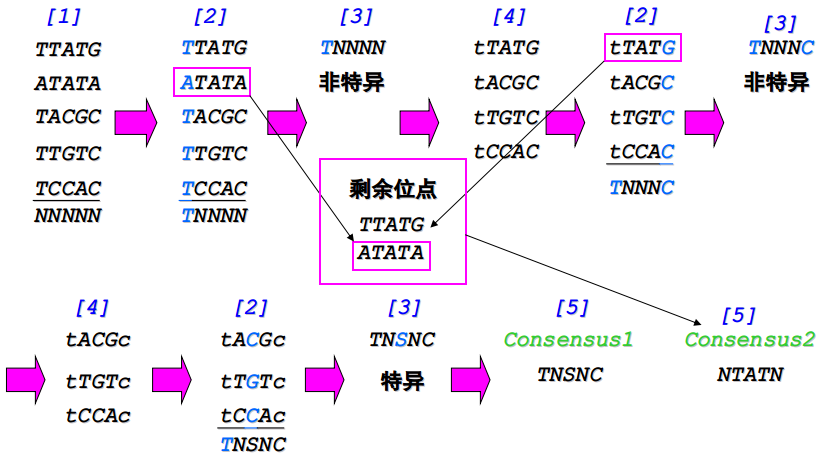 [1]
TTATG
ATATA
TACGC
TTGTC
TCCAC
NNNNN
[2]
TTATG
ATATA
TACGC
TTGTC
TCCAC
TNNNN
[3]
TNNNN
非特异
[4]
tTATG
tACGC
tTGTC
tCCAC
[2]
tTATG
tACGC
tTGTC
tCCAC
TNNNC
[3]
TNNNC
非特异
剩余位点
TTATG
ATATA
[4]
tACGc
tTGTc
tCCAc
[2]
tACGc
tTGTc
tCCAc
TNSNC
[3]
TNSNC
特异
[5]
Consensus1
TNSNC
[5]
Consensus2
NTATN